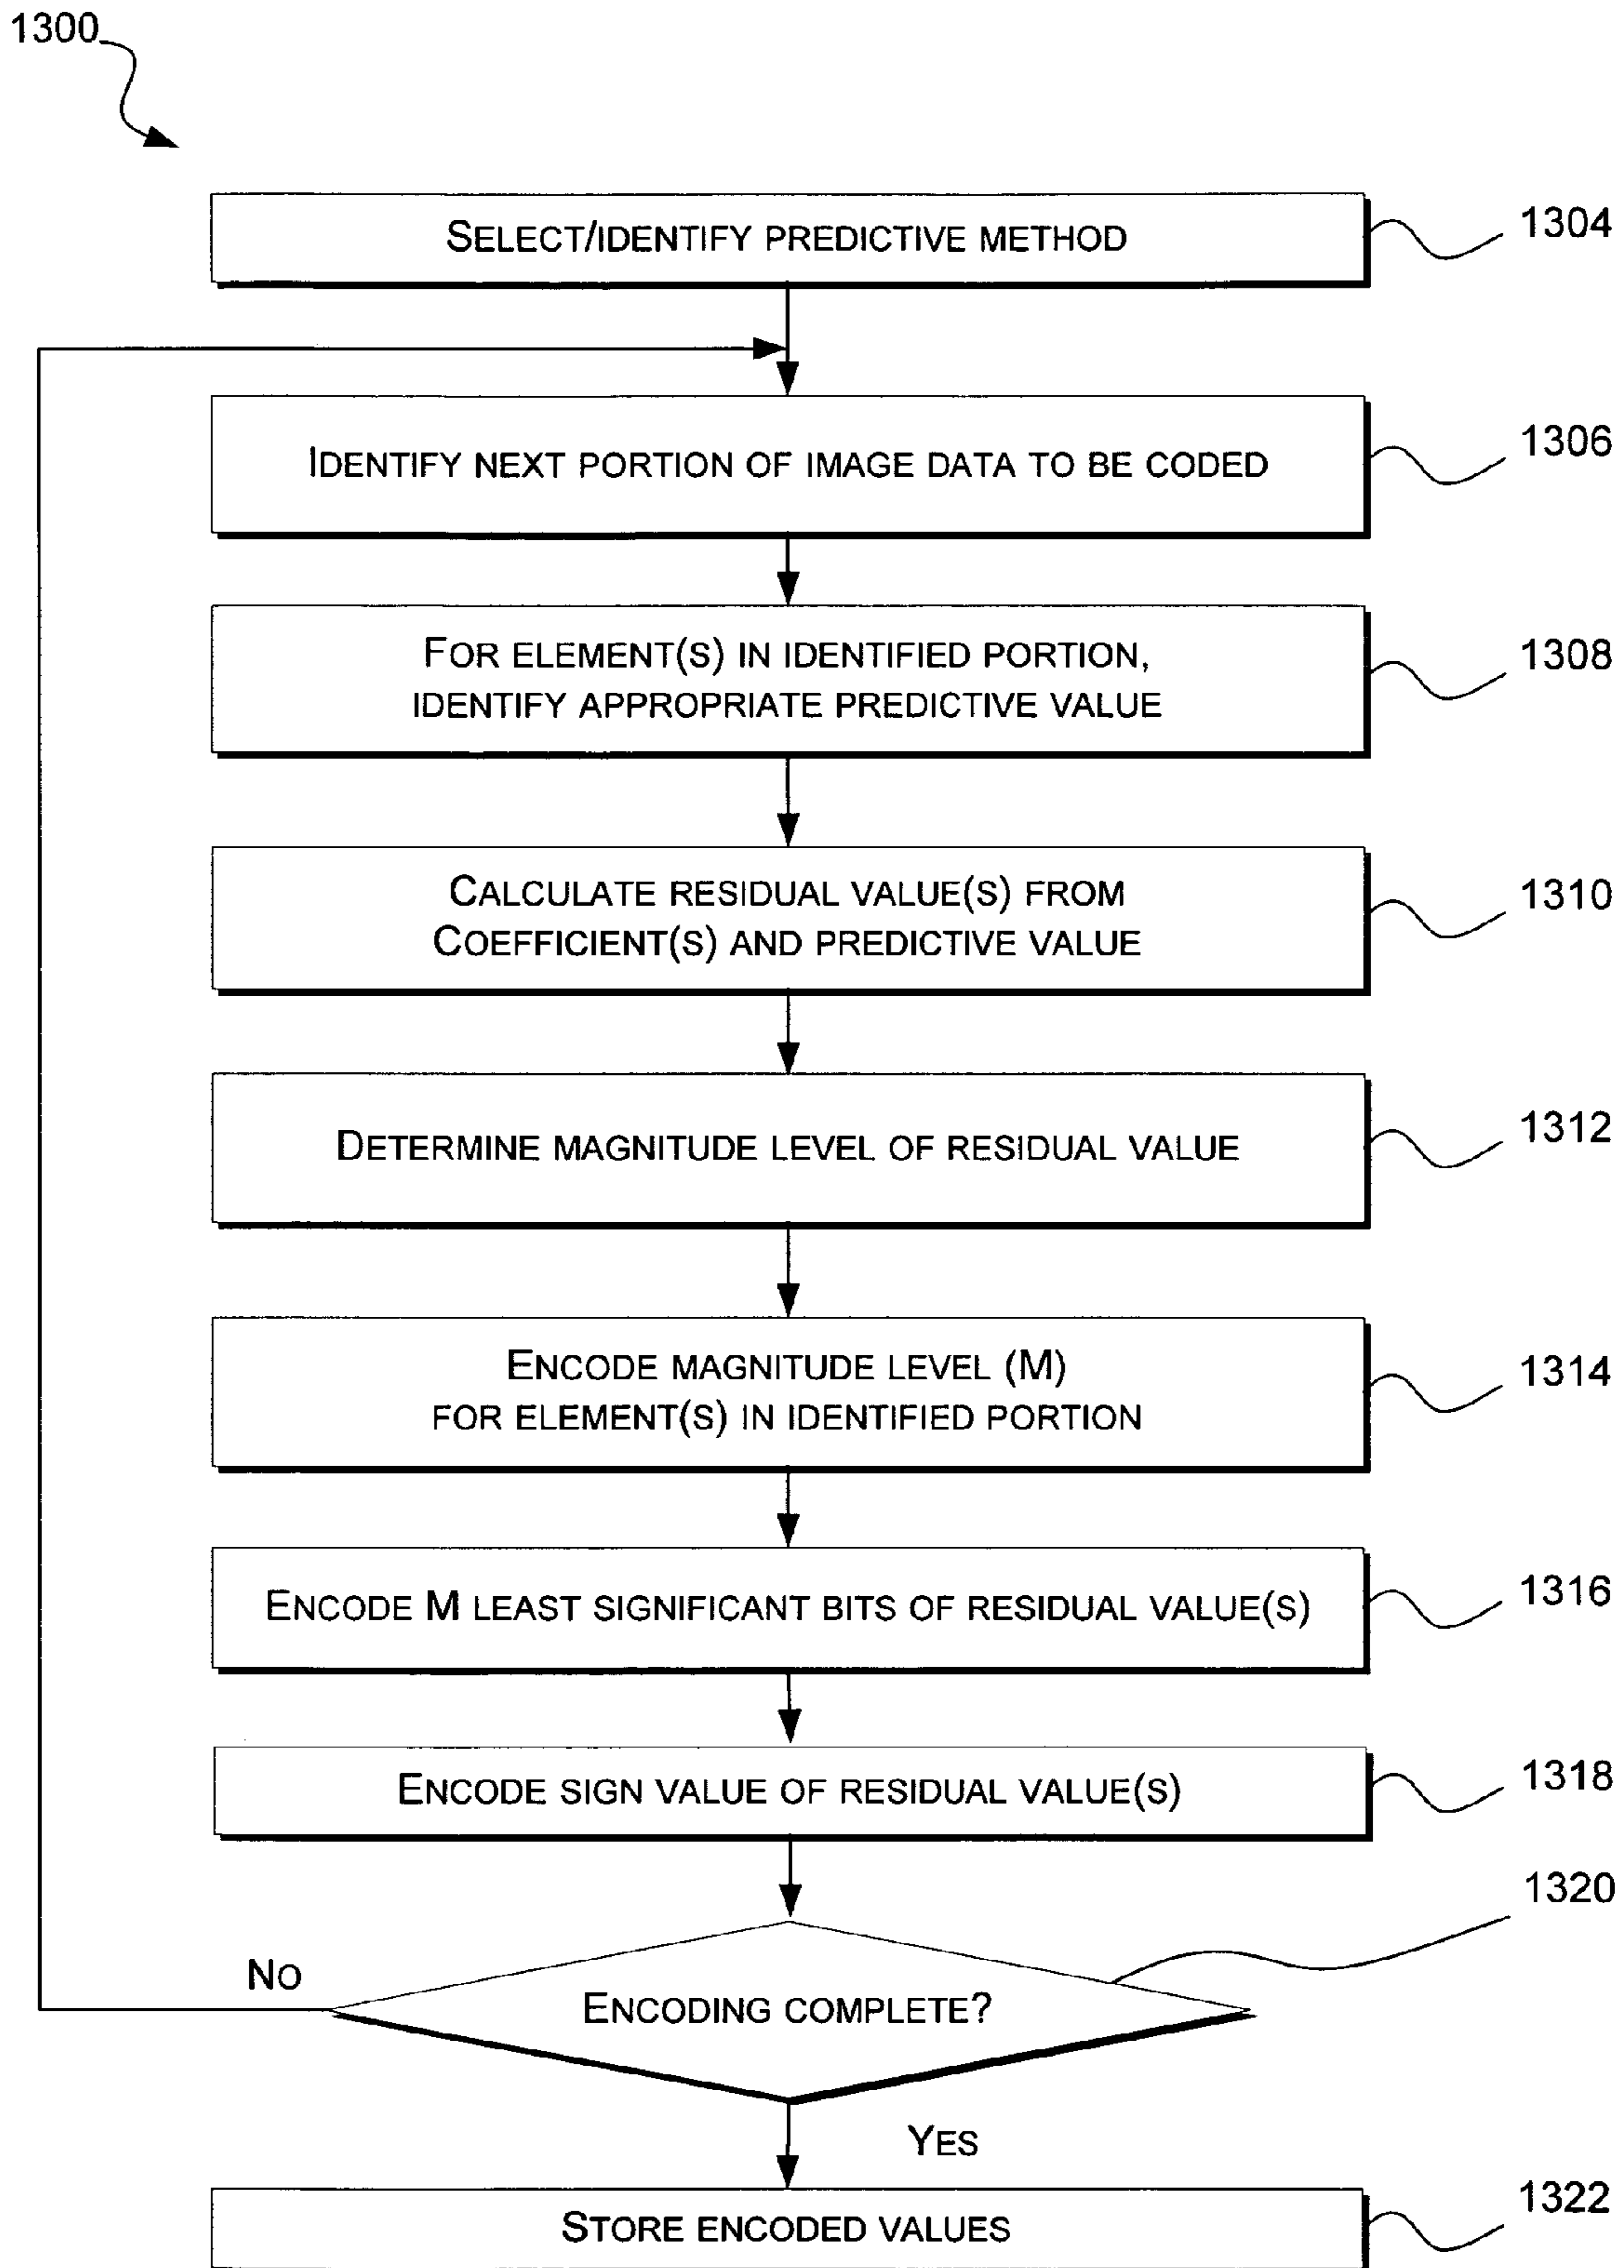 1300
SELECT/IDENTIFY PREDICTIVE METHOD
1304
IDENTIFY NEXT PORTION OF IMAGE DATA TO BE CODED
1306
FOR ELEMENT(S) IN IDENTIFIED PORTION,
IDENTIFY APPROPRIATE PREDICTIVE VALUE
1308
CALCULATE RESIDUAL VALUE(S) FROM
COEFFICIENT(S) AND PREDICTIVE VALUE
1310
DETERMINE MAGNITUDE LEVEL OF RESIDUAL VALUE
1312
ENCODE MAGNITUDE LEVEL (M)
FOR ELEMENT(S) IN IDENTIFIED PORTION
1314
ENCODE M LEAST SIGNIFICANT BITS OF RESIDUAL VALUE(S)
1316
ENCODE SIGN VALUE OF RESIDUAL VALUE(S)
1318
1320
NO
ENCODING COMPLETE?
YES
STORE ENCODED VALUES
1322